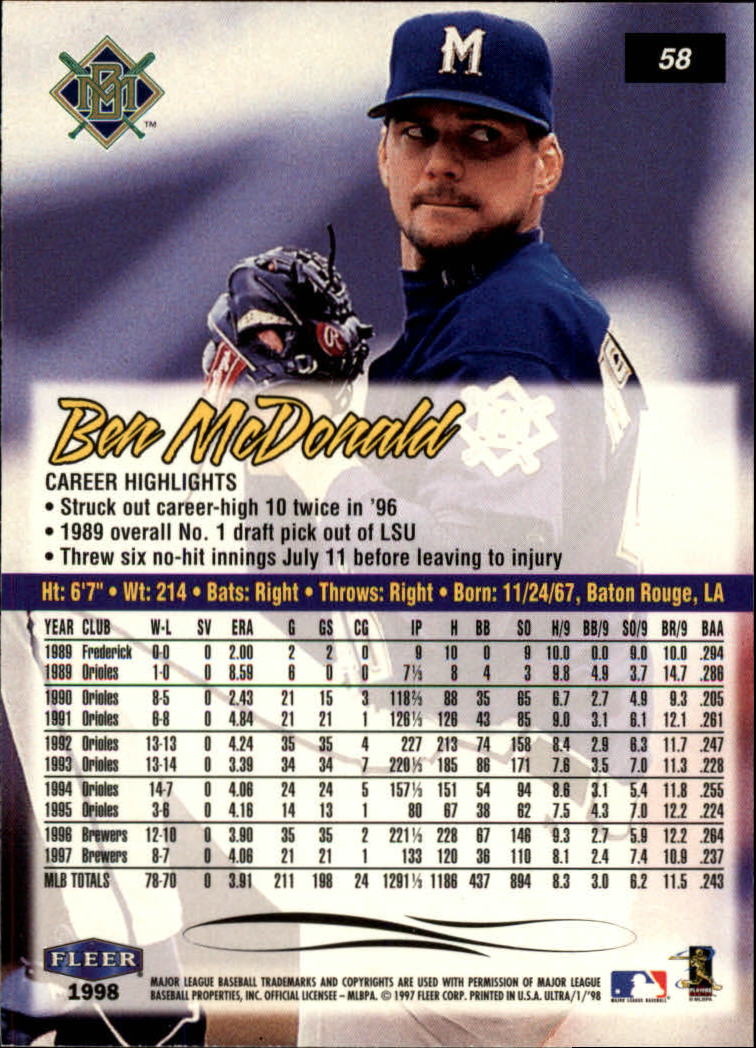 MB
TM
M
58
R
Ben McDonald
CAREER HIGHLIGHTS
• Struck out career-high 10 twice in '96
• 1989 overall No. 1 draft pick out of LSU
• Threw six no-hit innings July 11 before leaving to injury
Ht: 6'7" • Wt: 214 • Bats: Right • Throws: Right • Born: 11/24/67, Baton Rouge, LA
YEAR CLUB W-L SV ERA G GS CG IP H BB SO H/9 BB/9 SO/9 BR/9 BAA
1989 Frederick 0-0 0 2.00 2 2 0 9 10 0 9 10.0 0.0 9.0 10.0 .294
1989 Orioles 1-0 0 8.59 6 0 0 7⅓ 8 4 3 9.8 4.9 3.7 14.7 .286
1990 Orioles 8-5 0 2.43 21 15 3 118⅔ 88 35 65 6.7 2.7 4.9 9.3 .205
1991 Orioles 6-8 0 4.84 21 21 1 126⅓ 126 43 85 9.0 3.1 6.1 12.1 .261
1992 Orioles 13-13 0 4.24 35 35 4 227 213 74 158 8.4 2.9 6.3 11.7 .247
1993 Orioles 13-14 0 3.39 34 34 7 220⅓ 185 86 171 7.6 3.5 7.0 11.3 .228
1994 Orioles 14-7 0 4.06 24 24 5 157⅓ 151 54 94 8.6 3.1 5.4 11.8 .255
1995 Orioles 3-6 0 4.16 14 13 1 80 67 38 62 7.5 4.3 7.0 12.2 .224
1996 Brewers 12-10 0 3.90 35 35 2 221⅓ 228 67 146 9.3 2.7 5.9 12.2 .264
1997 Brewers 8-7 0 4.06 21 21 1 133 120 36 110 8.1 2.4 7.4 10.9 .237
MLB TOTALS 78-70 0 3.91 211 198 24 1291⅓ 1186 437 894 8.3 3.0 6.2 11.5 .243
FLEER
1998
MAJOR LEAGUE BASEBALL TRADEMARKS AND COPYRIGHTS ARE USED WITH PERMISSION OF MAJOR LEAGUE
BASEBALL PROPERTIES, INC. OFFICIAL LICENSEE – MLBPA. © 1997 FLEER CORP. PRINTED IN U.S.A. ULTRA/1/'98
MAJOR LEAGUE BASEBALL
PLAYERS
© MLBPA